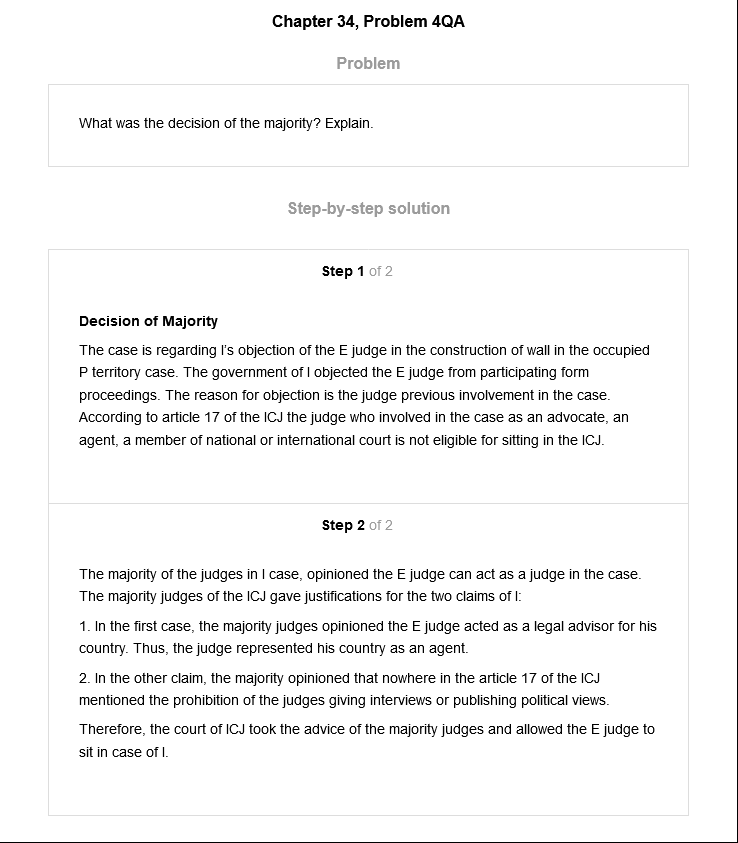 Chapter 34, Problem 4QA
Problem
What was the decision of the majority? Explain.
Step-by-step solution
Step 1 of 2
Decision of Majority
The case is regarding I's objection of the E judge in the construction of wall in the occupied
P territory case. The government of I objected the E judge from participating form
proceedings. The reason for objection is the judge previous involvement in the case.
According to article 17 of the ICJ the judge who involved in the case as an advocate, an
agent, a member of national or international court is not eligible for sitting in the ICJ.
Step 2 of 2
The majority of the judges in I case, opinioned the E judge can act as a judge in the case.
The majority judges of the ICJ gave justifications for the two claims of I:
1. In the first case, the majority judges opinioned the E judge acted as a legal advisor for his
country. Thus, the judge represented his country as an agent.
2. In the other claim, the majority opinioned that nowhere in the article 17 of the ICJ
mentioned the prohibition of the judges giving interviews or publishing political views.
Therefore, the court of ICJ took the advice of the majority judges and allowed the E judge to
sit in case of I.